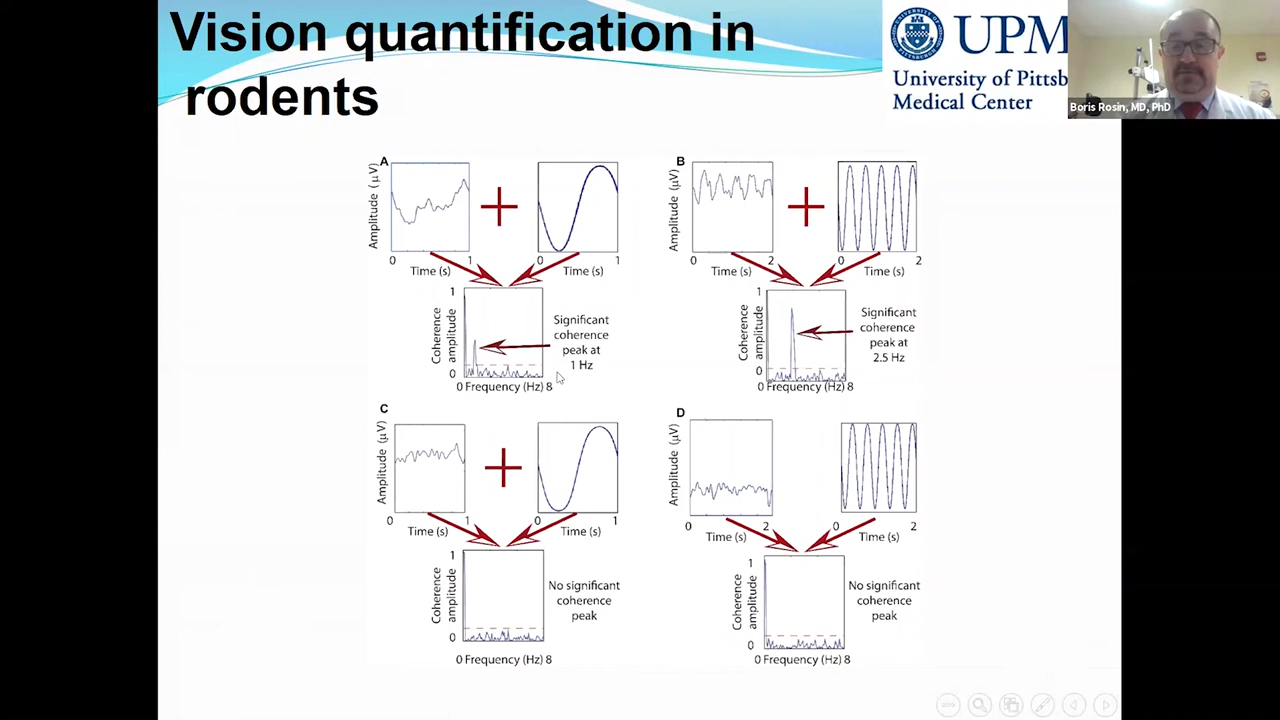 Vision quantification in
rodents
UPM
University of Pittsb
Medical Center
Boris Rosin, MD, PhD
A
Amplitude (μV)
0 1
Time (s)
+
0 1
Time (s)
1
Coherence
amplitude
0
0 Frequency (Hz) 8
Significant
coherence
peak at
1 Hz
B
Amplitude (μV)
0 2
Time (s)
+
0 2
Time (s)
1
Coherence
amplitude
0
0 Frequency (Hz) 8
Significant
coherence
peak at
2.5 Hz
C
Amplitude (μV)
0 1
Time (s)
+
0 1
Time (s)
1
Coherence
amplitude
0
0 Frequency (Hz) 8
No significant
coherence
peak
D
Amplitude (μV)
0 2
Time (s)
0 2
Time (s)
1
Coherence
amplitude
0
0 Frequency (Hz) 8
No significant
coherence
peak